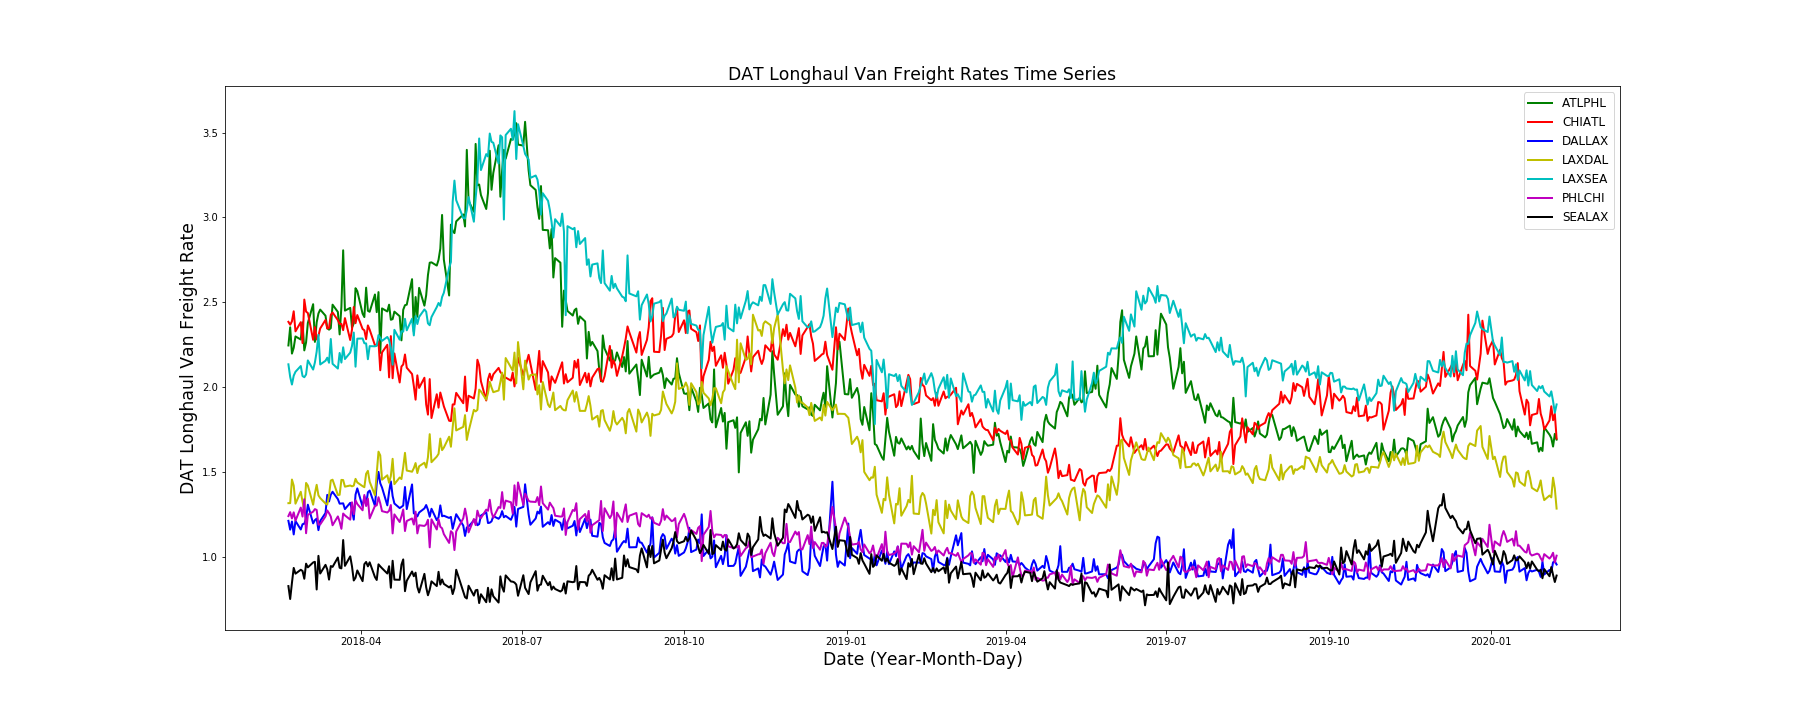 DAT Longhaul Van Freight Rates Time Series
ATLPHL
CHIATL
DALLAX
LAXDAL
LAXSEA
PHLCHI
SEALAX
DAT Longhaul Van Freight Rate
3.5
3.0
2.5
2.0
1.5
1.0
2018-04
2018-07
2018-10
2019-01
2019-04
2019-07
2019-10
2020-01
Date (Year-Month-Day)